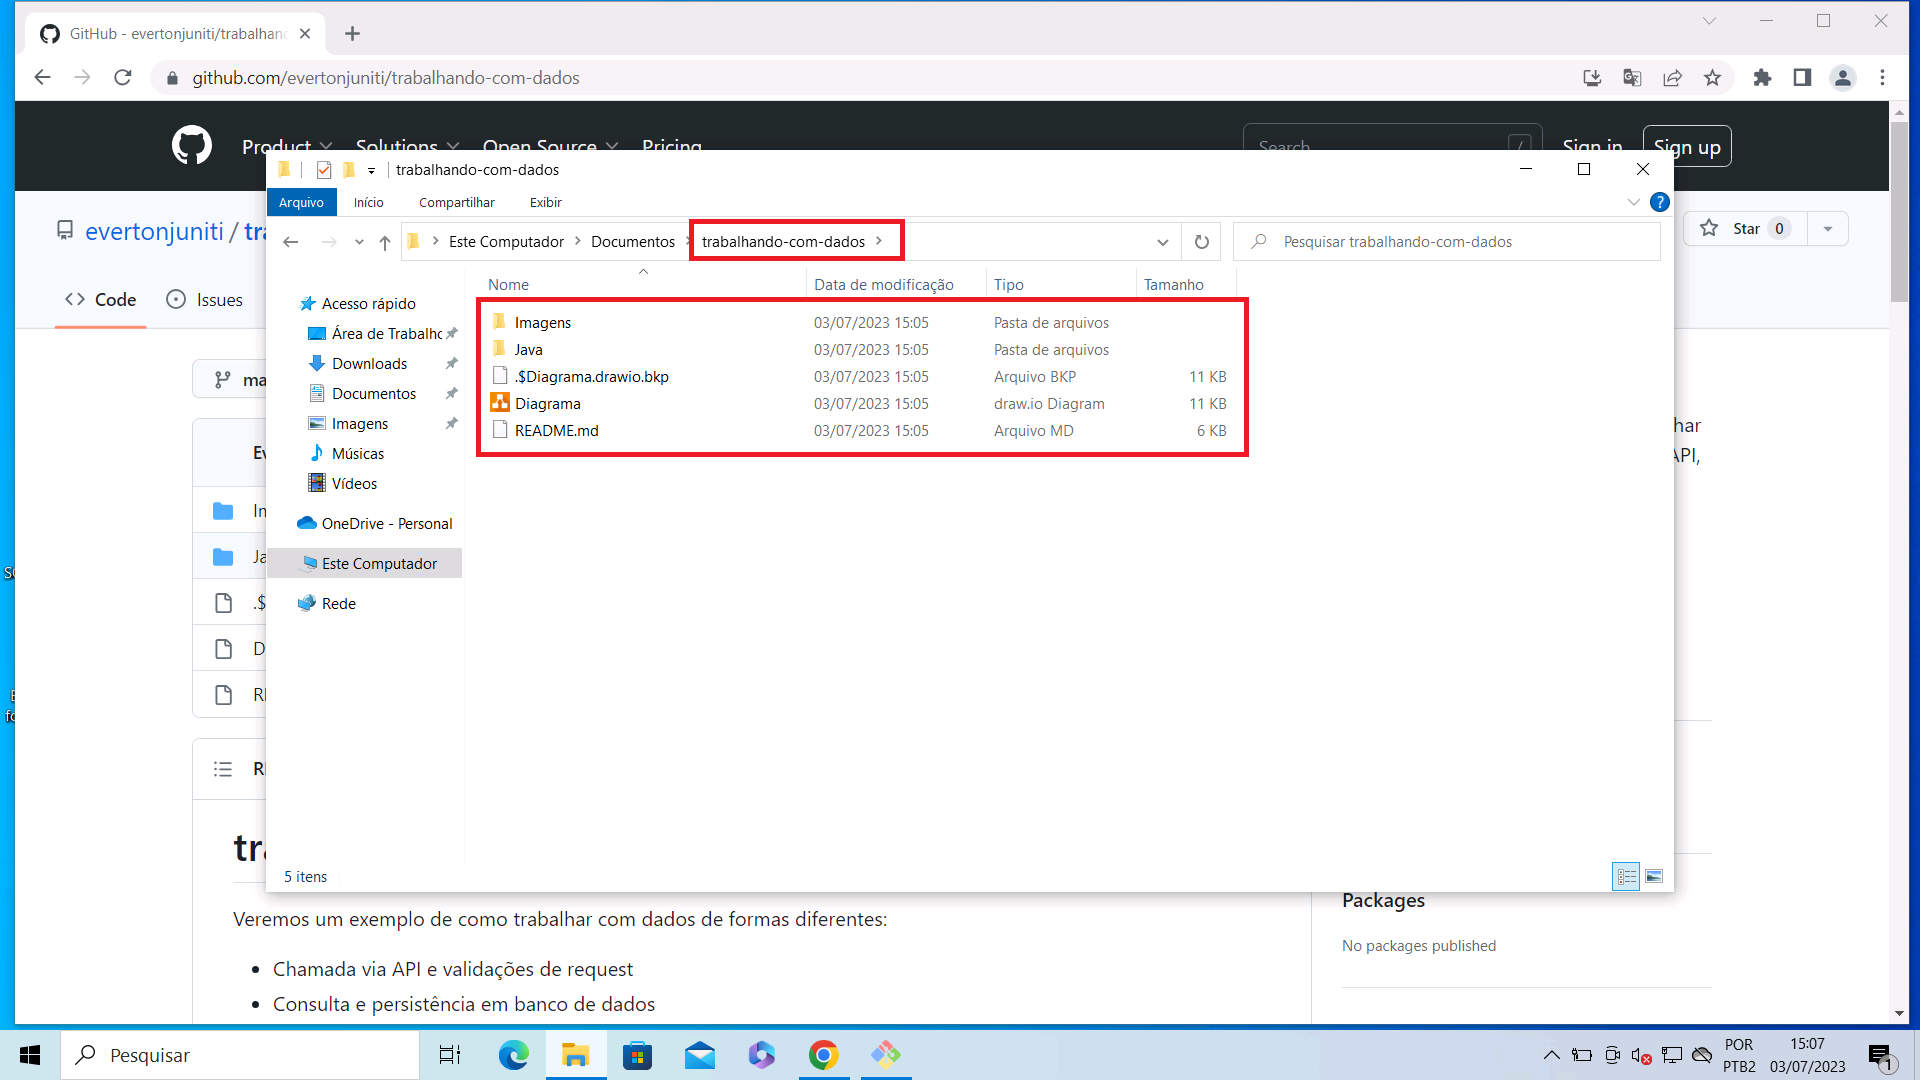 GitHub - evertonjuniti/trabalhand
github.com/evertonjuniti/trabalhando-com-dados
Product
Solutions
Open Source
Pricing
Search
/
Sign in
Sign up
evertonjuniti / tra
Star 0
Code
Issues
trabalhando-com-dados
Arquivo
Início
Compartilhar
Exibir
?
Este Computador
Documentos
trabalhando-com-dados
Pesquisar trabalhando-com-dados
Nome
Data de modificação
Tipo
Tamanho
Imagens 03/07/2023 15:05 Pasta de arquivos
Java 03/07/2023 15:05 Pasta de arquivos
.$Diagrama.drawio.bkp 03/07/2023 15:05 Arquivo BKP 11 KB
Diagrama 03/07/2023 15:05 draw.io Diagram 11 KB
README.md 03/07/2023 15:05 Arquivo MD 6 KB
Acesso rápido
Área de Trabalho
Downloads
Documentos
Imagens
Músicas
Vídeos
OneDrive - Personal
Este Computador
Rede
5 itens
ma
Ev
Im
Ja
.$
D
har
API,
Veremos um exemplo de como trabalhar com dados de formas diferentes:
• Chamada via API e validações de request
• Consulta e persistência em banco de dados
Packages
No packages published
Pesquisar
POR
PTB2
15:07
03/07/2023
1